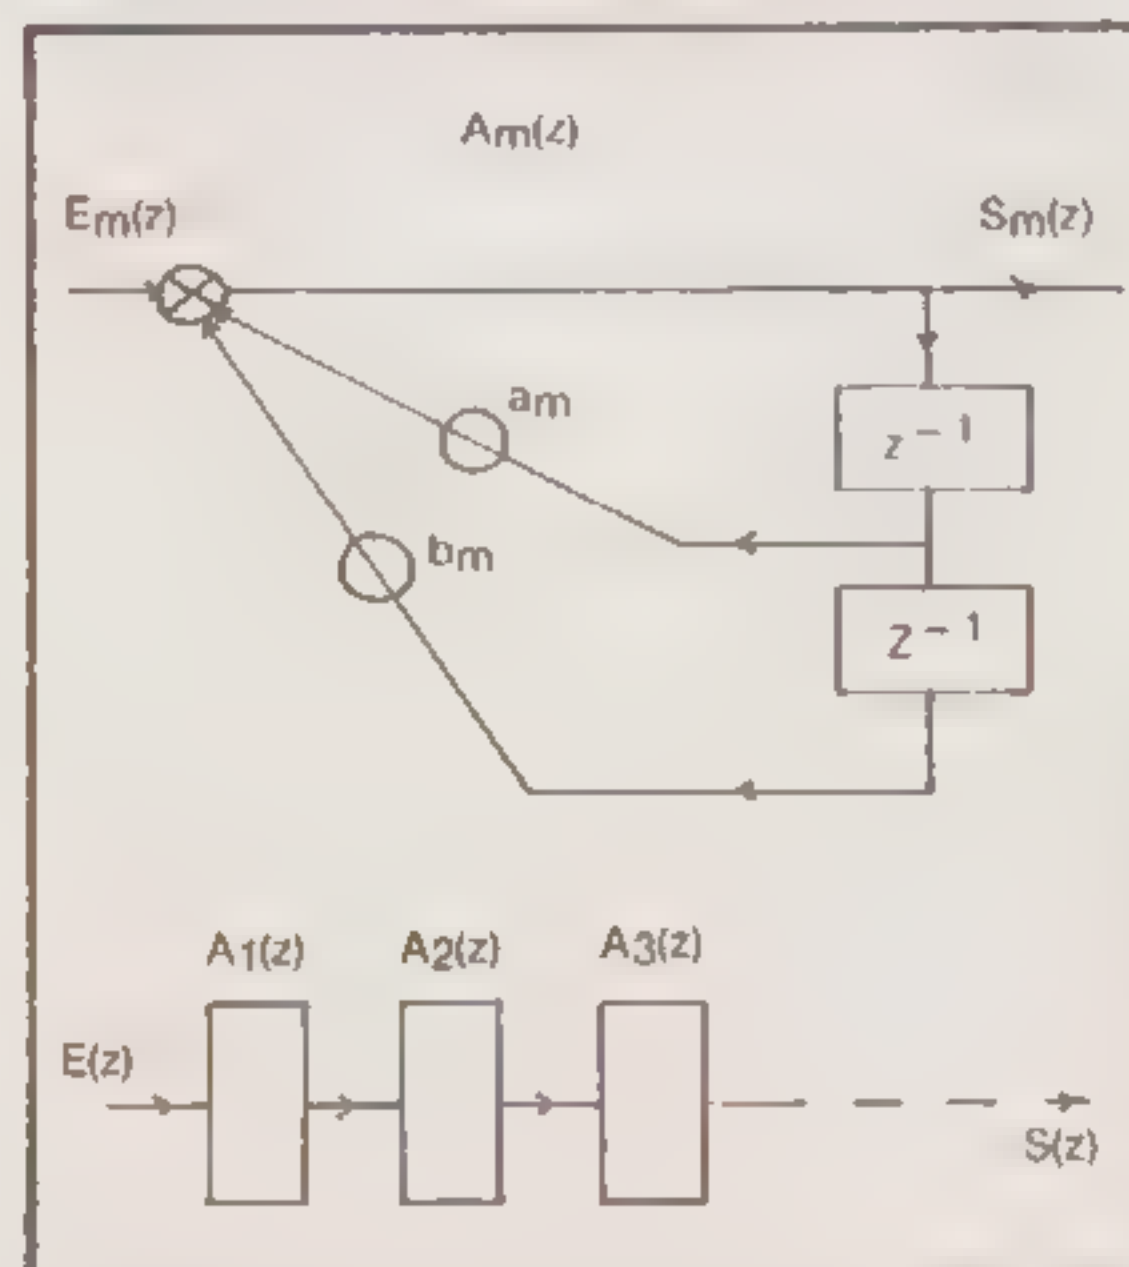 Am(z)
Em(z)
Sm(z)
am
z – 1
bm
z – 1
A1(z) A2(z) A3(z)
E(z)
S(z)